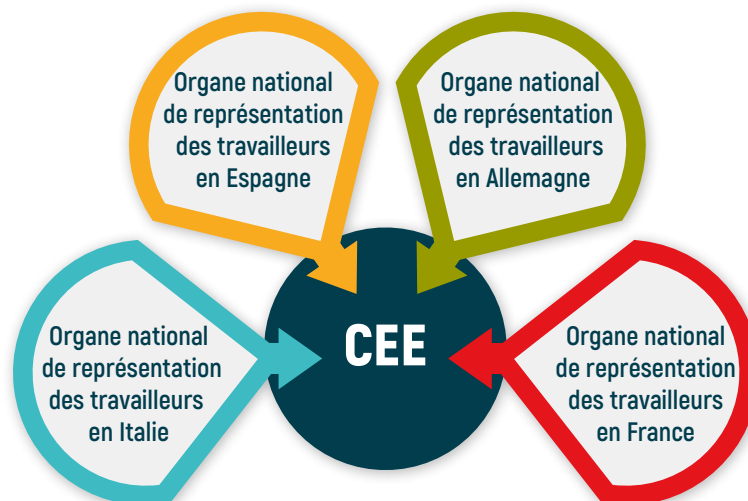 Organe national
de représentation
des travailleurs
en Espagne
Organe national
de représentation
des travailleurs
en Allemagne
Organe national
de représentation
des travailleurs
en Italie
CEE
Organe national
de représentation
des travailleurs
en France